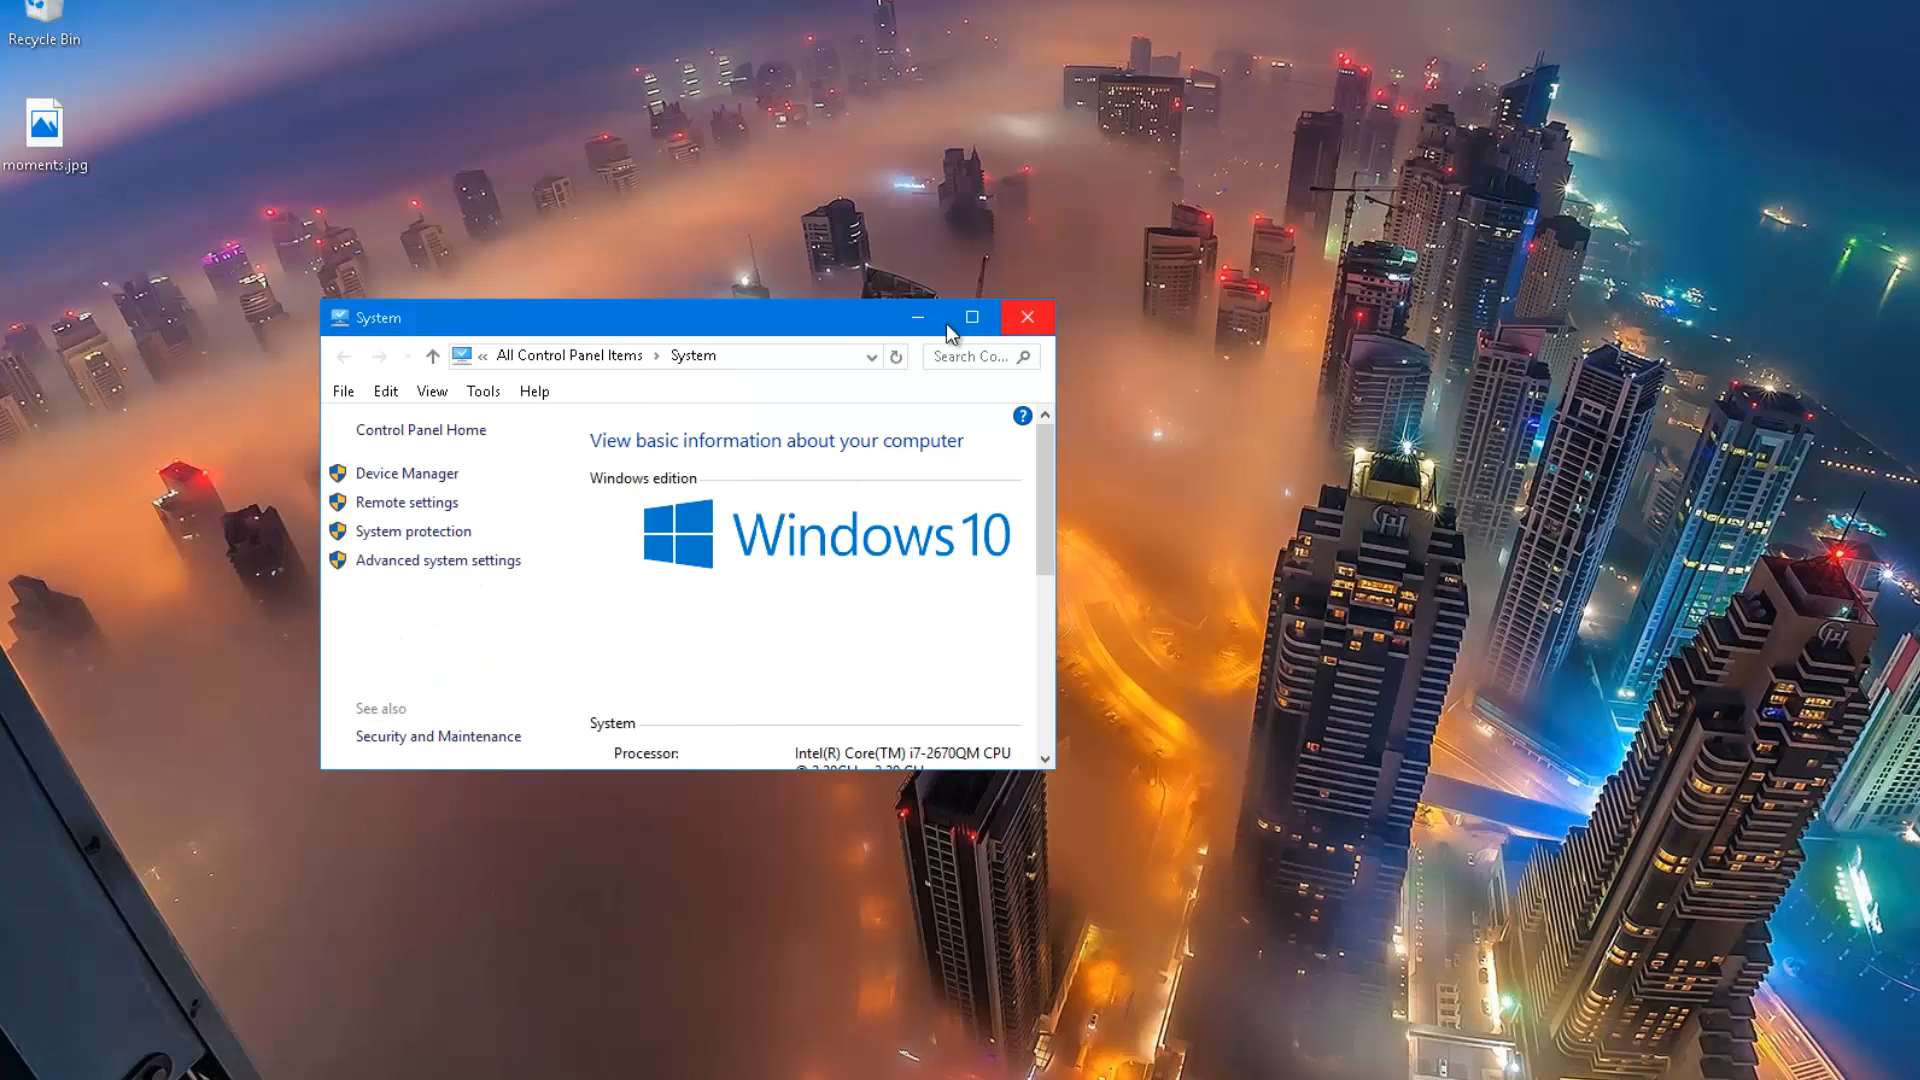 Recycle Bin
moments.jpg
System
« All Control Panel Items › System
Search Co...
File Edit View Tools Help
Control Panel Home
Device Manager
Remote settings
System protection
Advanced system settings
See also
Security and Maintenance
?
View basic information about your computer
Windows edition
Windows 10
System
Processor: Intel(R) Core(TM) i7-2670QM CPU
GH
GH